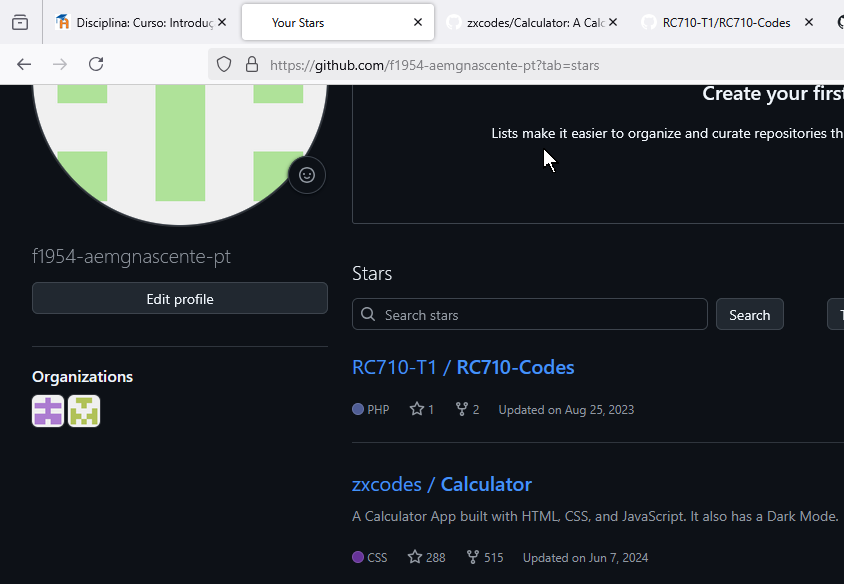 Disciplina: Curso: Introduç
Your Stars
zxcodes/Calculator: A Calc
RC710-T1/RC710-Codes
https://github.com/f1954-aemgnascente-pt?tab=stars
Create your first
Lists make it easier to organize and curate repositories th
f1954-aemgnascente-pt
Edit profile
Organizations
Stars
Search stars
Search
T
RC710-T1 / RC710-Codes
PHP 1 2 Updated on Aug 25, 2023
zxcodes / Calculator
A Calculator App built with HTML, CSS, and JavaScript. It also has a Dark Mode.
CSS 288 515 Updated on Jun 7, 2024